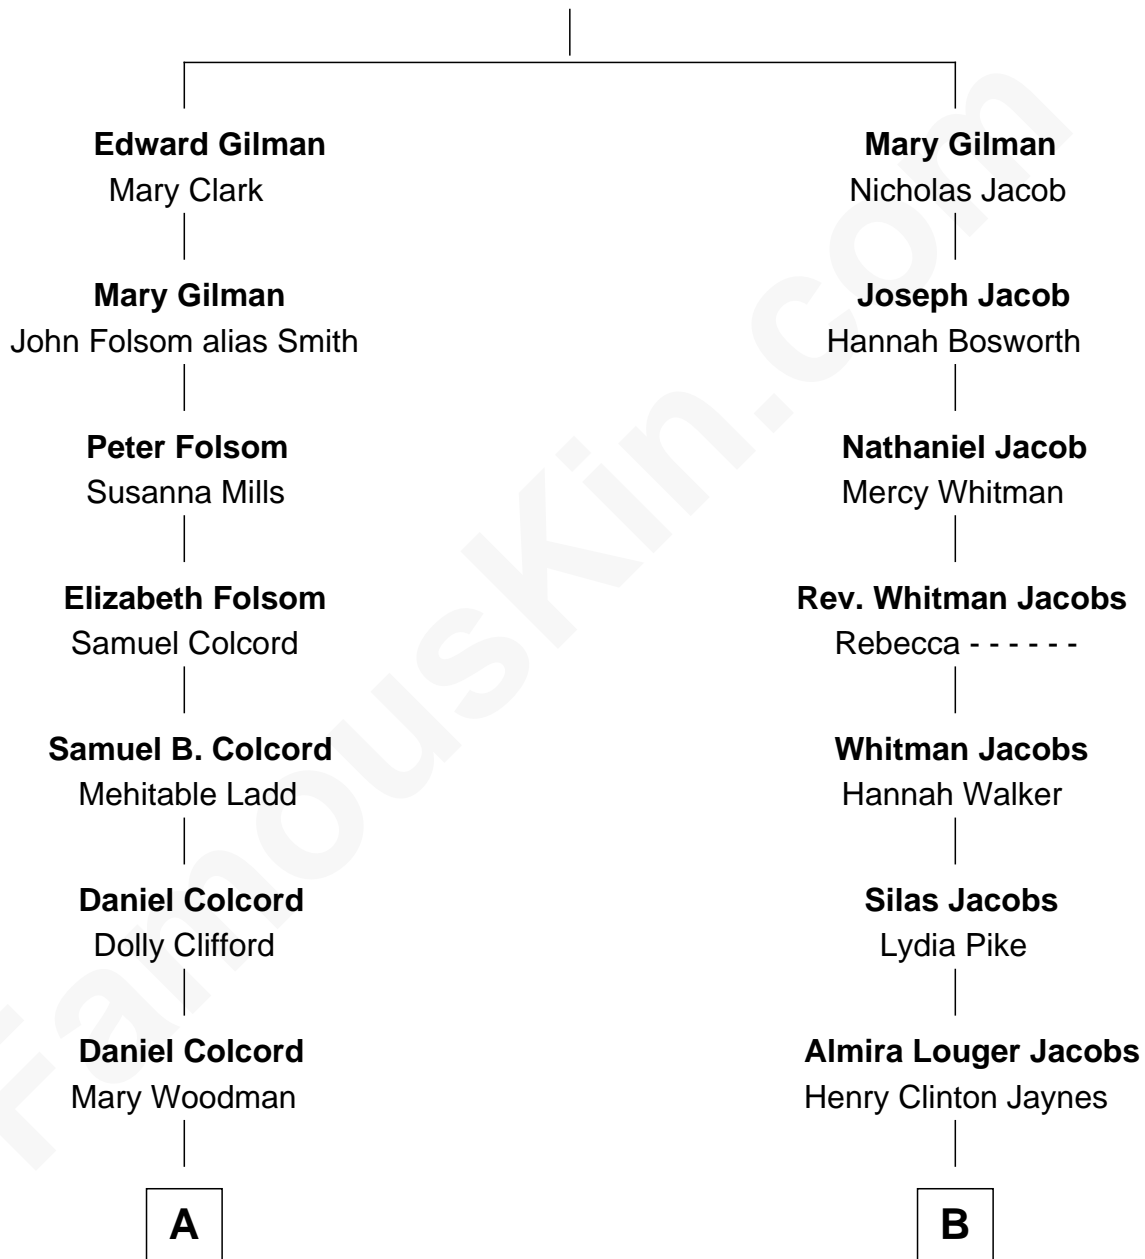 Edward Gilman
Mary Clark
Mary Gilman
John Folsom alias Smith
Peter Folsom
Susanna Mills
Elizabeth Folsom
Samuel Colcord
Samuel B. Colcord
Mehitable Ladd
Daniel Colcord
Dolly Clifford
Daniel Colcord
Mary Woodman
A
Mary Gilman
Nicholas Jacob
Joseph Jacob
Hannah Bosworth
Nathaniel Jacob
Mercy Whitman
Rev. Whitman Jacobs
Rebecca - - - - - -
Whitman Jacobs
Hannah Walker
Silas Jacobs
Lydia Pike
Almira Louger Jacobs
Henry Clinton Jaynes
B
FamousKin.com